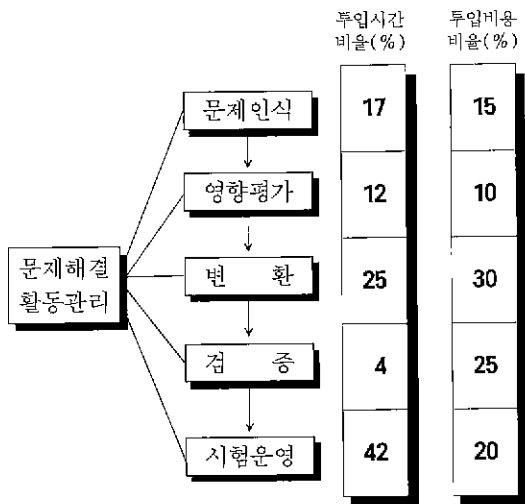 투입시간
비율(%)
투입비용
비율(%)
문제인식
17
15
영향평가
12
10
문제해결
활동관리
변 환
25
30
검 증
4
25
시험운영
42
20